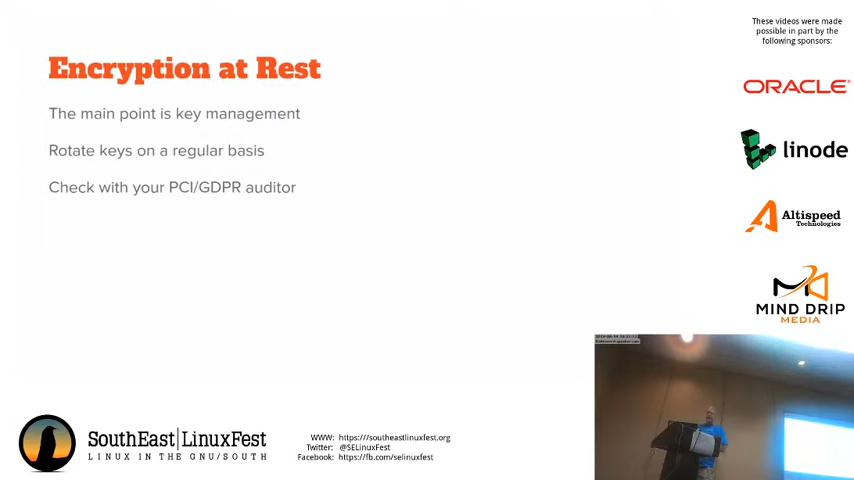 Encryption at Rest
The main point is key management
Rotate keys on a regular basis
Check with your PCI/GDPR auditor
These videos were made
possible in part by the
following sponsors:
ORACLE®
linode
Altispeed
Technologies
MIND DRIP
MEDIA
SouthEast|LinuxFest
LINUX IN THE GNU/SOUTH
WWW: https:///southeastlinuxfest.org
Twitter: @SELinuxFest
Facebook: https://fb.com/selinuxfest